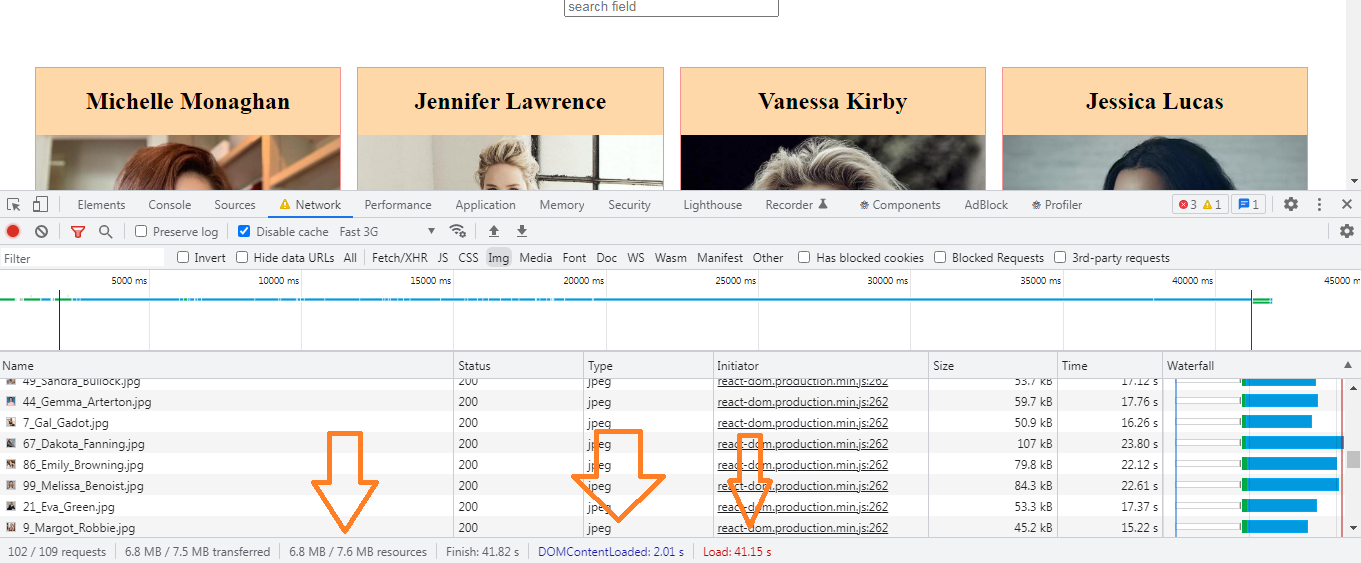 search field
Michelle Monaghan Jennifer Lawrence Vanessa Kirby Jessica Lucas
Elements Console Sources Network Performance Application Memory Security Lighthouse Recorder Components AdBlock Profiler 3 1 1
Preserve log Disable cache Fast 3G
Filter Invert Hide data URLs All Fetch/XHR JS CSS Img Media Font Doc WS Wasm Manifest Other Has blocked cookies Blocked Requests 3rd-party requests
5000 ms 10000 ms 15000 ms 20000 ms 25000 ms 30000 ms 35000 ms 40000 ms 45000 m
Name Status Type Initiator Size Time Waterfall
49_Sandra_Bullock.jpg 200 jpeg react-dom.production.min.js:262 53.7 kB 17.12 s
44_Gemma_Arterton.jpg 200 jpeg react-dom.production.min.js:262 59.7 kB 17.76 s
7_Gal_Gadot.jpg 200 jpeg react-dom.production.min.js:262 50.9 kB 16.26 s
67_Dakota_Fanning.jpg 200 jpeg react-dom.production.min.js:262 107 kB 23.80 s
86_Emily_Browning.jpg 200 jpeg react-dom.production.min.js:262 79.8 kB 22.12 s
99_Melissa_Benoist.jpg 200 jpeg react-dom.production.min.js:262 84.3 kB 22.61 s
21_Eva_Green.jpg 200 jpeg react-dom.production.min.js:262 53.3 kB 17.37 s
9_Margot_Robbie.jpg 200 jpeg react-dom.production.min.js:262 45.2 kB 15.22 s
102 / 109 requests 6.8 MB / 7.5 MB transferred 6.8 MB / 7.6 MB resources Finish: 41.82 s DOMContentLoaded: 2.01 s Load: 41.15 s